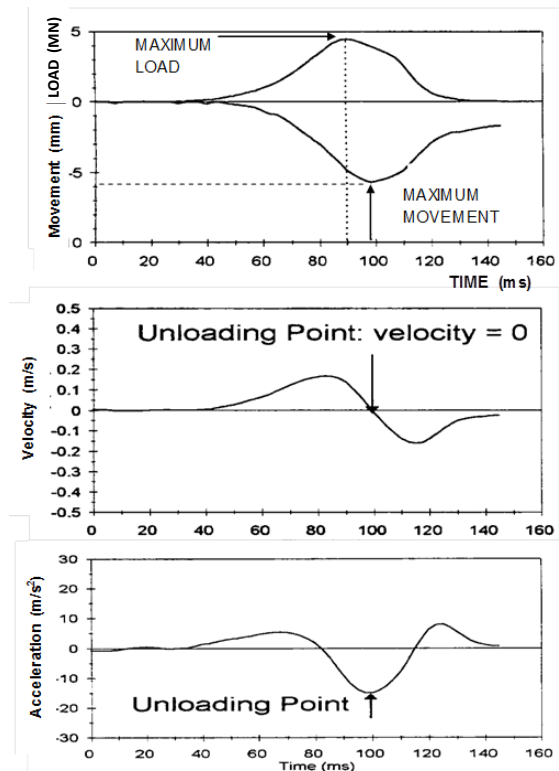 5
MAXIMUM
LOAD
0
-5
0
Movement (mm) | LOAD (MN)
MAXIMUM
MOVEMENT
0 20 40 60 80 100 120 140 160
TIME (ms)
0.5
0.4
0.3
0.2
0.1
0
-0.1
-0.2
-0.3
-0.4
-0.5
Velocity (m/s)
Unloading Point: velocity = 0
0 20 40 60 80 100 120 140 160
30
20
10
0
-10
-20
-30
Acceleration (m/s²)
Unloading Point
0 20 40 60 80 100 120 140 160
Time (ms)